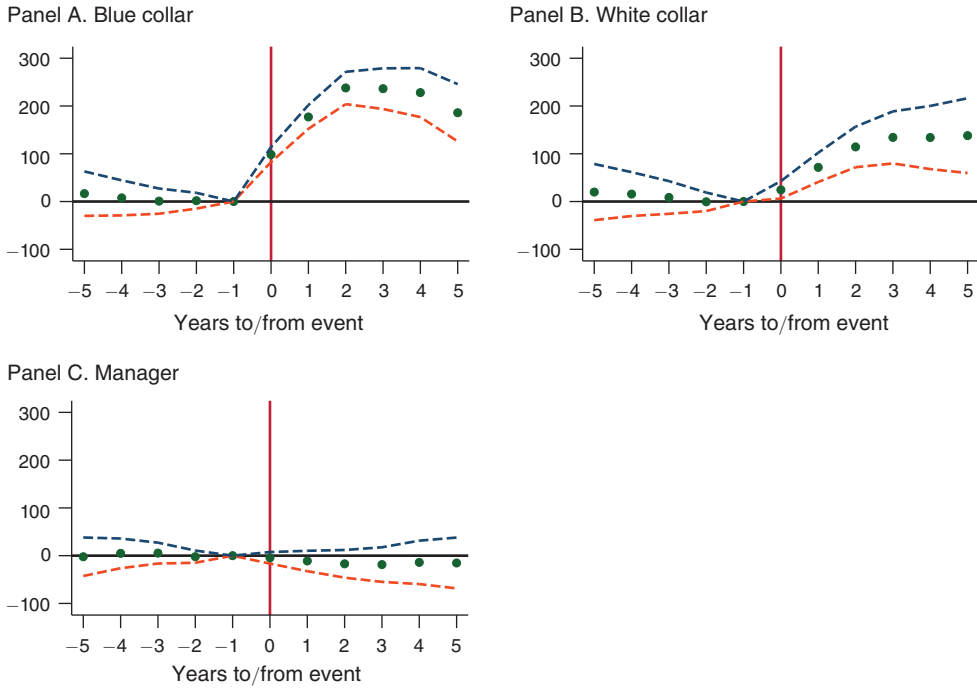 Panel A. Blue collar
300
200
100
0
−100
−5 −4 −3 −2 −1 0 1 2 3 4 5
Years to/from event
Panel B. White collar
300
200
100
0
−100
−5 −4 −3 −2 −1 0 1 2 3 4 5
Years to/from event
Panel C. Manager
300
200
100
0
−100
−5 −4 −3 −2 −1 0 1 2 3 4 5
Years to/from event